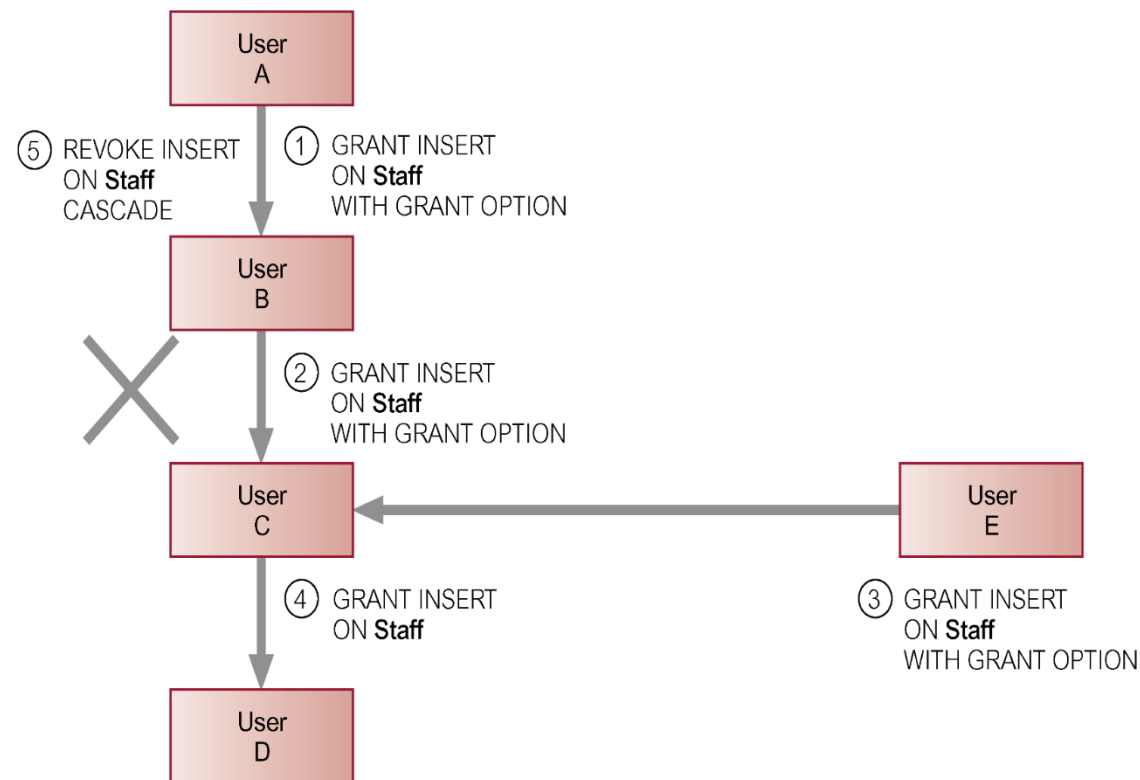 User
A
5 REVOKE INSERT
ON Staff
CASCADE
1 GRANT INSERT
ON Staff
WITH GRANT OPTION
User
B
2 GRANT INSERT
ON Staff
WITH GRANT OPTION
User
C
User
E
4 GRANT INSERT
ON Staff
3 GRANT INSERT
ON Staff
WITH GRANT OPTION
User
D